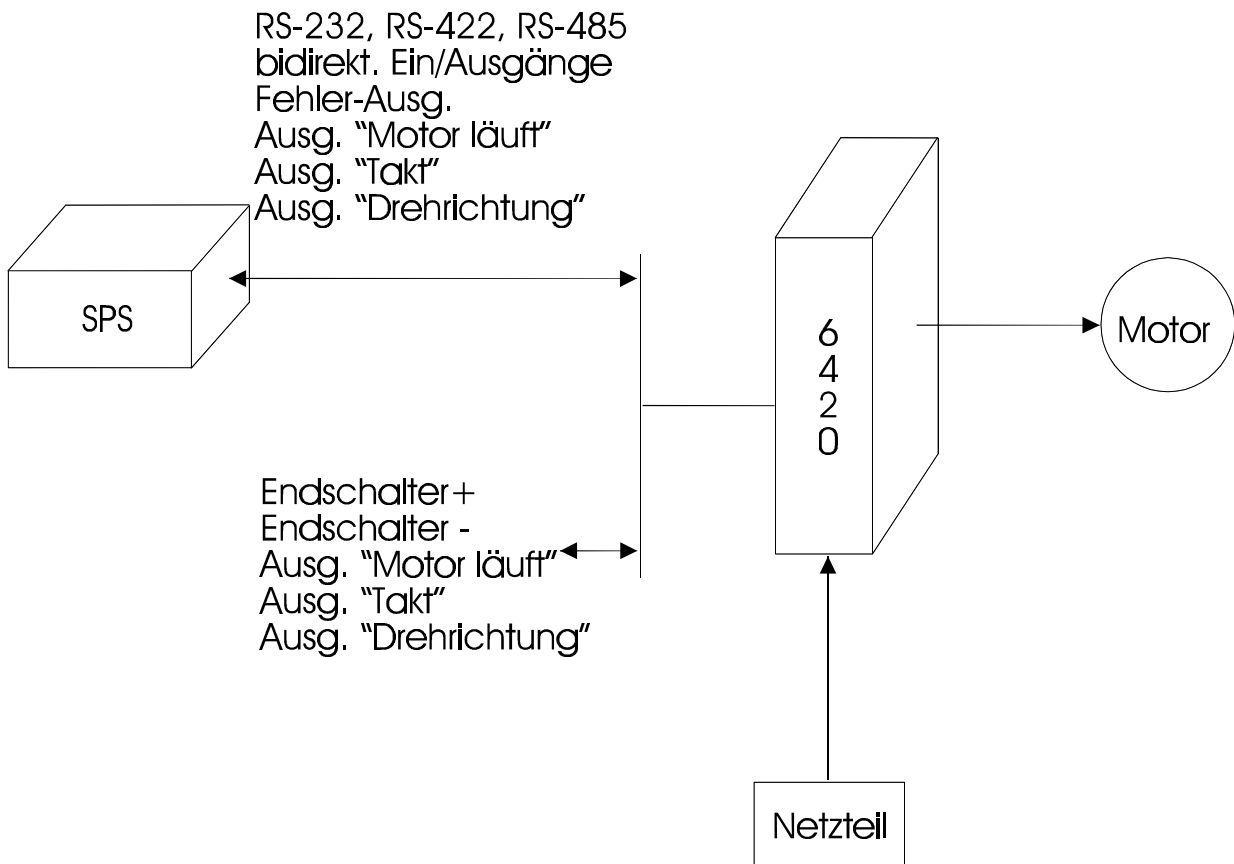 RS-232, RS-422, RS-485
bidirekt. Ein/Ausgänge
Fehler-Ausg.
Ausg. “Motor läuft”
Ausg. “Takt”
Ausg. “Drehrichtung”
SPS
6
4
2
0
Motor
Endschalter+
Endschalter -
Ausg. “Motor läuft”
Ausg. “Takt”
Ausg. “Drehrichtung”
Netzteil